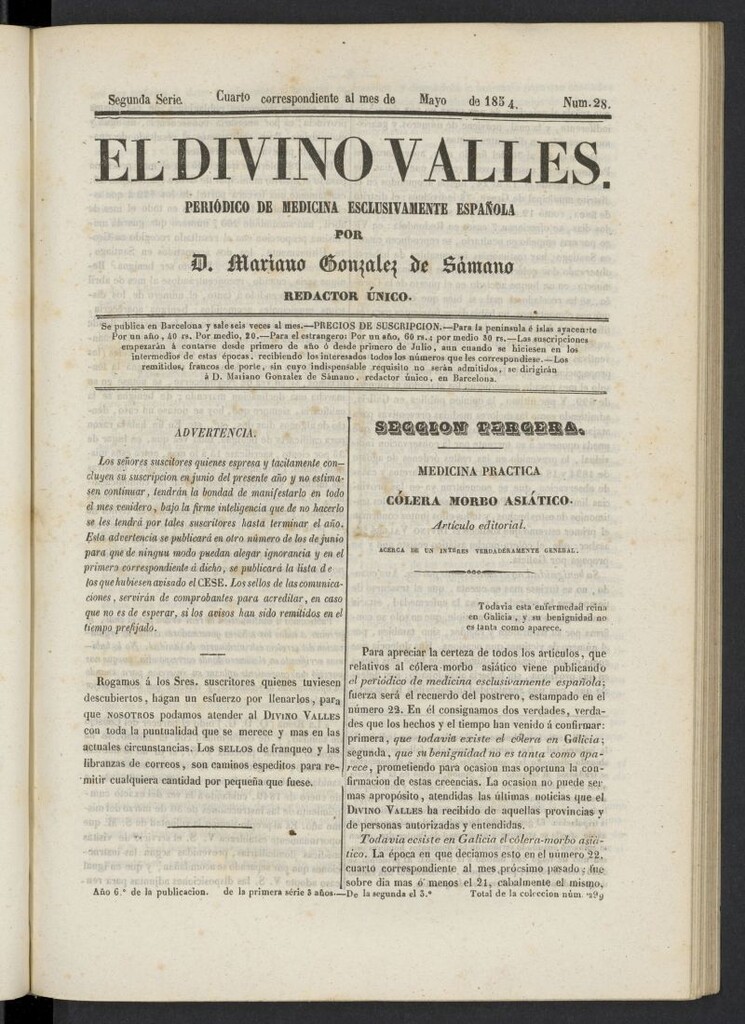 Segunda Serie. Cuarto correspondiente al mes de Mayo de 1854. Num. 28.
EL DIVINO VALLES.
PERIÓDICO DE MEDICINA ESCLUSIVAMENTE ESPAÑOLA
POR
D. Mariano Gonzalez de Sámano
REDACTOR ÚNICO.
Se publica en Barcelona y sale seis veces al mes.—PRECIOS DE SUSCRIPCION.—Para la península é islas ayacente
Por un año, 40 rs. Por medio, 20.—Para el estrangero: Por un año, 60 rs.; por medio 30 rs.—Las suscripciones
empezarán á contarse desde primero de año ó desde primero de Julio, aun cuando se hiciesen en los
intermedios de estas épocas, recibiendo los interesados todos los números que les correspondiese.—Los
remitidos, francos de porte, sin cuyo indispensable requisito no serán admitidos, se dirigirán
á D. Mariano Gonzalez de Sámano, redactor único, en Barcelona.
ADVERTENCIA.
Los señores suscitores quienes espresa y tacitamente con-
cluyen su suscripcion en junio del presente año y no estima-
sen continuar, tendrán la bondad de manifestarlo en todo
el mes venidero, bajo la firme inteligencia que de no hacerlo
se les tendrá por tales suscritores hasta terminar el año.
Esta advertencia se publicará en otro número de los de junio
para que de ningun modo puedan alegar ignorancia y en el
primero correspondiente á dicho, se publicará la lista de
los que hubiesen avisado el CESE. Los sellos de las comunica-
ciones, servirán de comprobantes para acreditar, en caso
que no es de esperar, si los avisos han sido remitidos en el
tiempo prefijado.
Rogamos á los Sres. suscritores quienes tuviesen
descubiertos, hagan un esfuerzo por llenarlos, para
que NOSOTROS podamos atender al DIVINO VALLES
con toda la puntualidad que se merece y mas en las
actuales circunstancias. Los SELLOS de franqueo y las
libranzas de correos, son caminos espeditos para re-
mitir cualquiera cantidad por pequeña que fuese.
SECCION TERCERA.
MEDICINA PRACTICA
CÓLERA MORBO ASIÁTICO.
Artículo editorial.
ACERCA DE UN INTERES VERDADERAMENTE GENERAL.
Todavia esta enfermedad reina
en Galicia, y su benignidad no
es tanta como aparece.
Para apreciar la certeza de todos los artículos, que
relativos al cólera-morbo asiático viene publicando
el periódico de medicina esclusivamente española;
fuerza será el recuerdo del postrero, estampado en el
número 22. En él consignamos dos verdades, verda-
des que los hechos y el tiempo han venido á confirmar:
primera, que todavia existe el cólera en Galicia;
segunda, que su benignidad no es tanta como apa-
rece, prometiendo para ocasion mas oportuna la con-
firmacion de estas creencias. La ocasion no puede ser
mas apropósito, atendidas las últimas noticias que el
DIVINO VALLES ha recibido de aquellas provincias y
de personas autorizadas y entendidas.
Todavia ecsiste en Galicia el cólera-morbo asiá-
tico. La época en que deciamos esto en el número 22,
cuarto correspondiente al mes prócsimo pasado; fue
sobre dia mas ó menos el 21, cabalmente el mismo,
Año 6.º de la publicacion. de la primera série 3 años.—De la segunda el 3.º Total de la coleccion núm. 299